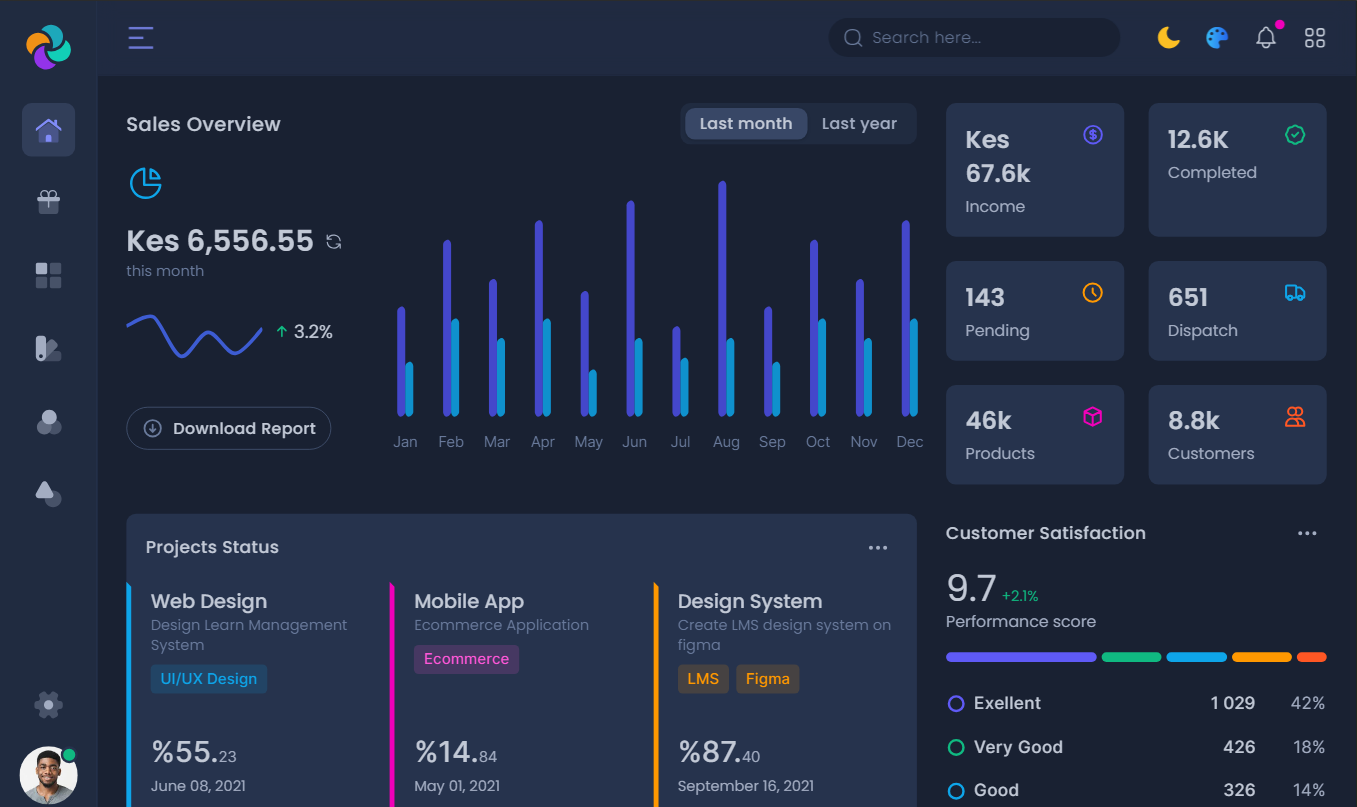 Search here...
Sales Overview
Last month
Last year
Kes 6,556.55
this month
3.2%
Download Report
Jan Feb Mar Apr May Jun Jul Aug Sep Oct Nov Dec
Kes
67.6k
Income
12.6K
Completed
143
Pending
651
Dispatch
46k
Products
8.8k
Customers
Projects Status
Web Design
Design Learn Management
System
UI/UX Design
%55.23
June 08, 2021
Mobile App
Ecommerce Application
Ecommerce
%14.84
May 01, 2021
Design System
Create LMS design system on
figma
LMS Figma
%87.40
September 16, 2021
Customer Satisfaction
9.7 +2.1%
Performance score
Exellent 1 029 42%
Very Good 426 18%
Good 326 14%